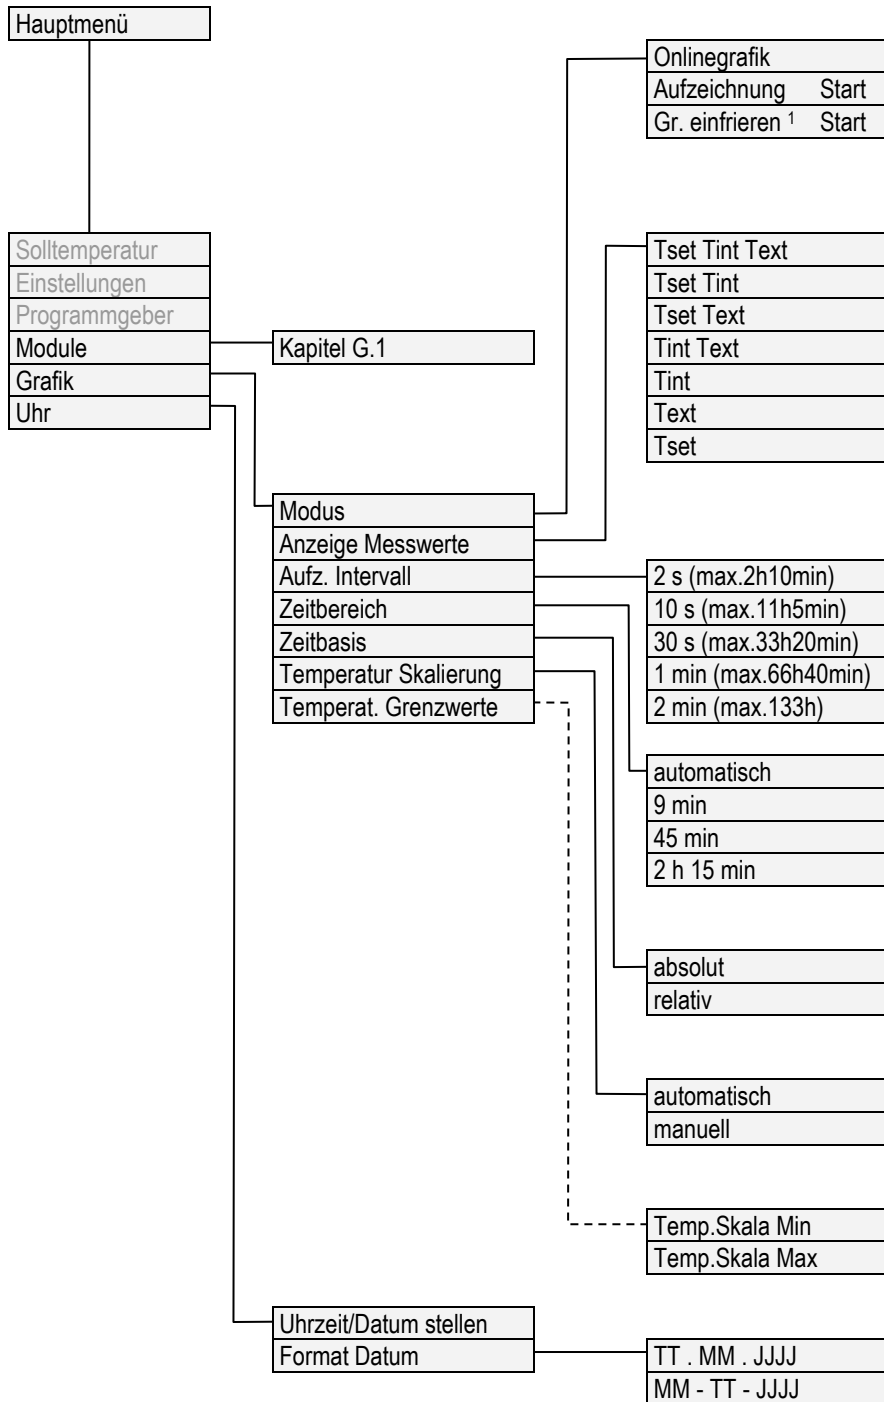 Hauptmenü
Solltemperatur
Einstellungen
Programmgeber
Module
Grafik
Uhr
Kapitel G.1
Modus
Anzeige Messwerte
Aufz. Intervall
Zeitbereich
Zeitbasis
Temperatur Skalierung
Temperat. Grenzwerte
Uhrzeit/Datum stellen
Format Datum
Onlinegrafik
Aufzeichnung Start
Gr. einfrieren ¹ Start
Tset Tint Text
Tset Tint
Tset Text
Tint Text
Tint
Text
Tset
2 s (max.2h10min)
10 s (max.11h5min)
30 s (max.33h20min)
1 min (max.66h40min)
2 min (max.133h)
automatisch
9 min
45 min
2 h 15 min
absolut
relativ
automatisch
manuell
Temp.Skala Min
Temp.Skala Max
TT . MM . JJJJ
MM - TT - JJJJ